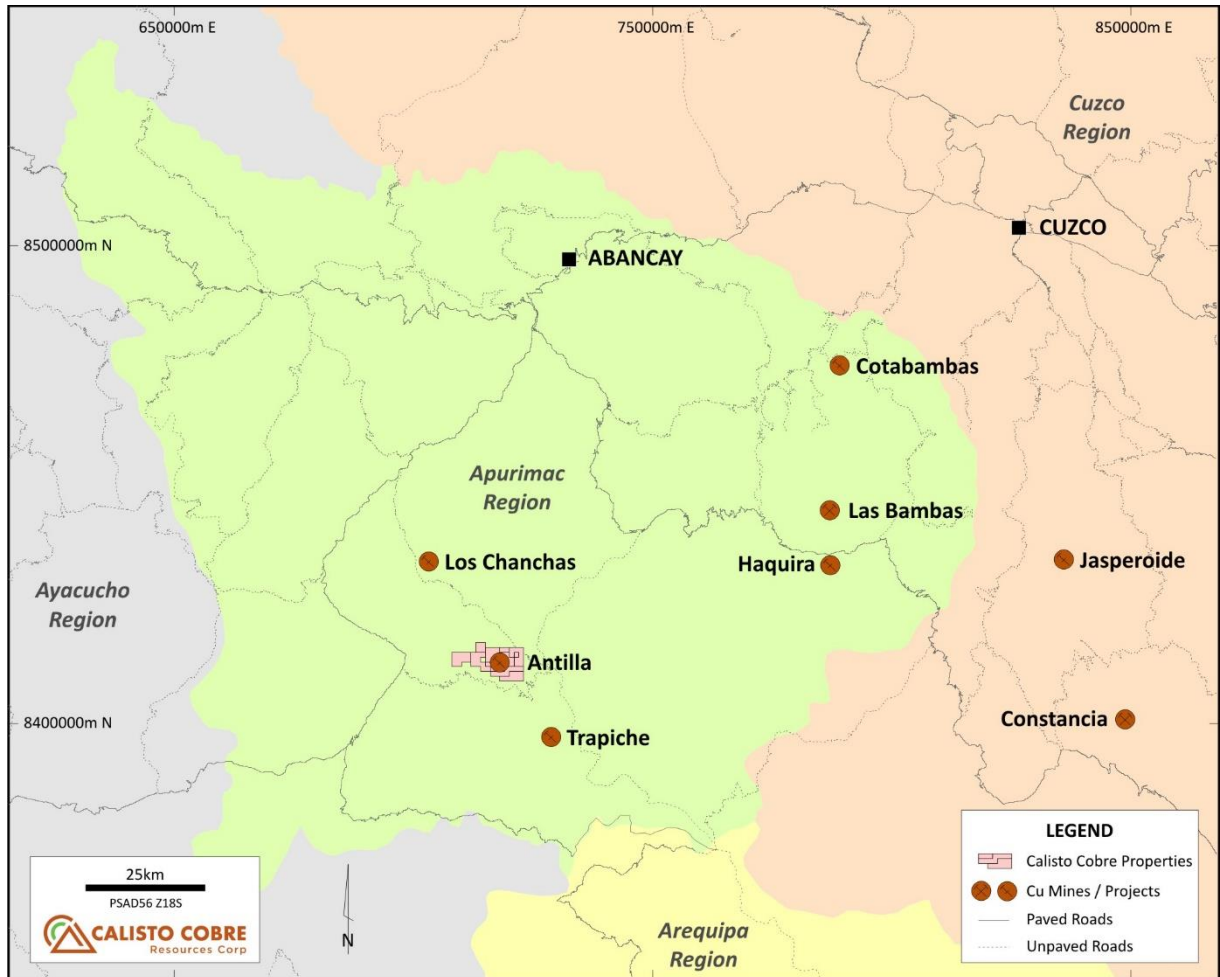 650000m E
750000m E
850000m E
Cuzco
Region
CUZCO
8500000m N
ABANCAY
Cotabambas
Apurimac
Region
Las Bambas
Los Chanchas
Haquira
Jasperoide
Ayacucho
Region
Antilla
8400000m N
Constancia
Trapiche
LEGEND
Calisto Cobre Properties
Cu Mines / Projects
Paved Roads
Unpaved Roads
25km
PSAD56 Z18S
CALISTO COBRE
Resources Corp
N
Arequipa
Region